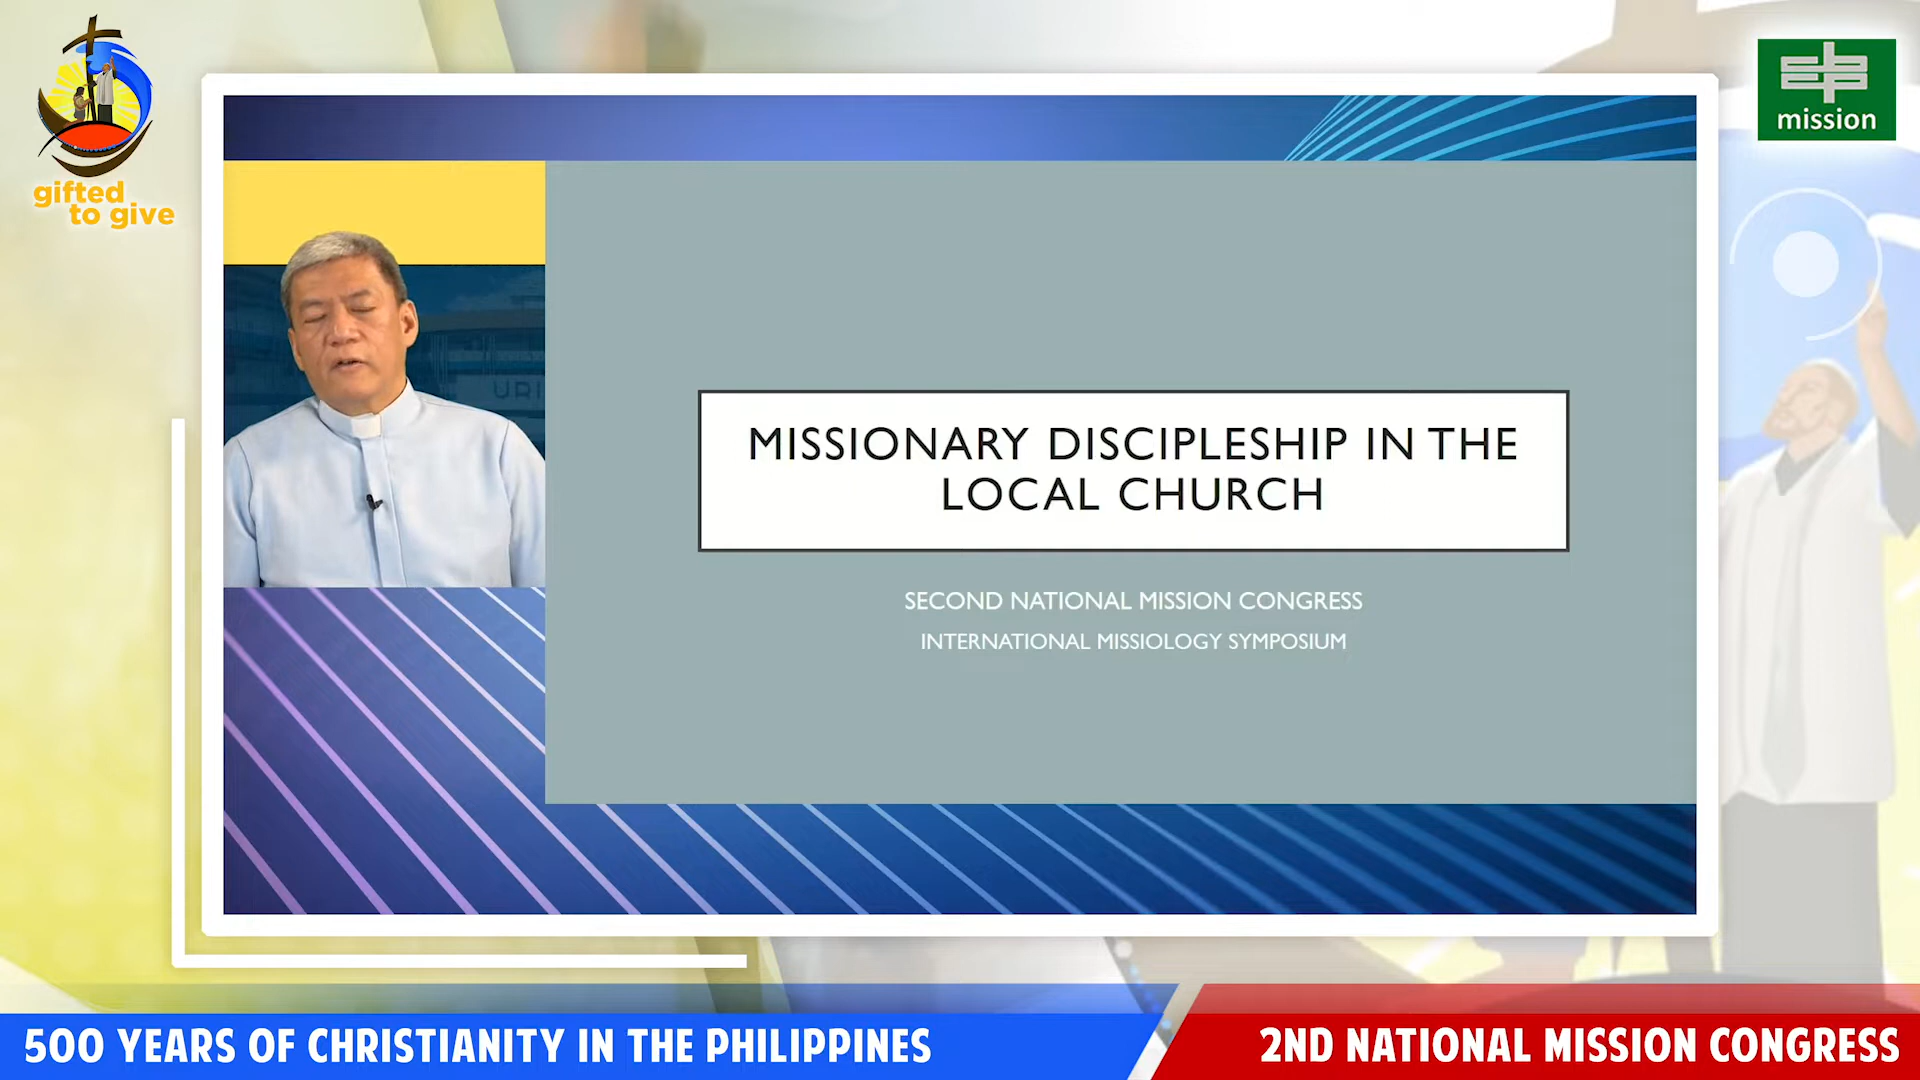 gifted
to give
mission
URI
MISSIONARY DISCIPLESHIP IN THE
LOCAL CHURCH
SECOND NATIONAL MISSION CONGRESS
INTERNATIONAL MISSIOLOGY SYMPOSIUM
500 YEARS OF CHRISTIANITY IN THE PHILIPPINES
2ND NATIONAL MISSION CONGRESS